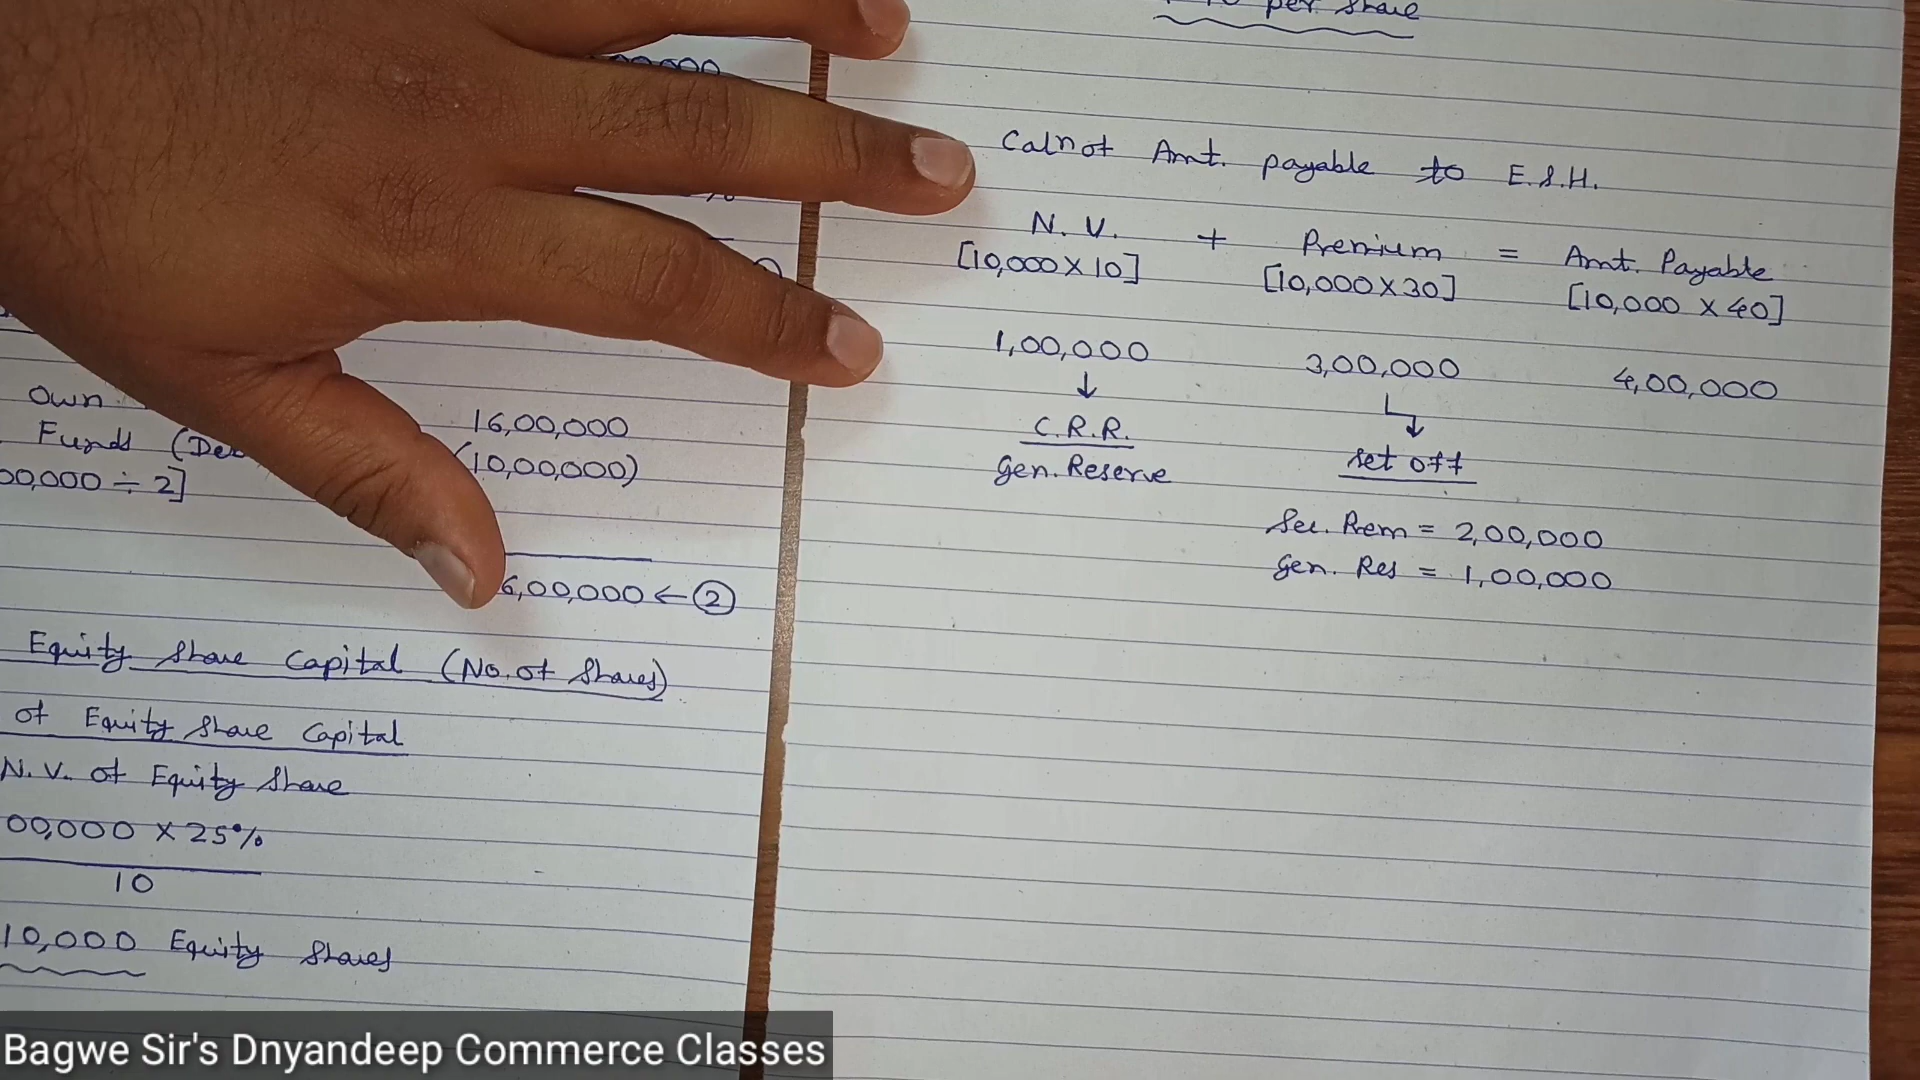 00,000
%
Own
Funds (Deb
16,00,000
(10,00,000)
00,000 ÷ 2]
6,00,000 ← 2
Equity Share Capital (No. of Shares)
of Equity Share Capital
N. V. of Equity Share
00,000 X 25%
10
10,000 Equity Shares
per share
Caln of Amt. payable to E.S.H.
N. V. + Premium = Amt. Payable
[10,000 X 10] [10,000 X 30] [10,000 X 40]
1,00,000 3,00,000 4,00,000
↓
C.R.R. set off
Gen. Reserve
Sec. Prem = 2,00,000
Gen. Res = 1,00,000
Bagwe Sir's Dnyandeep Commerce Classes